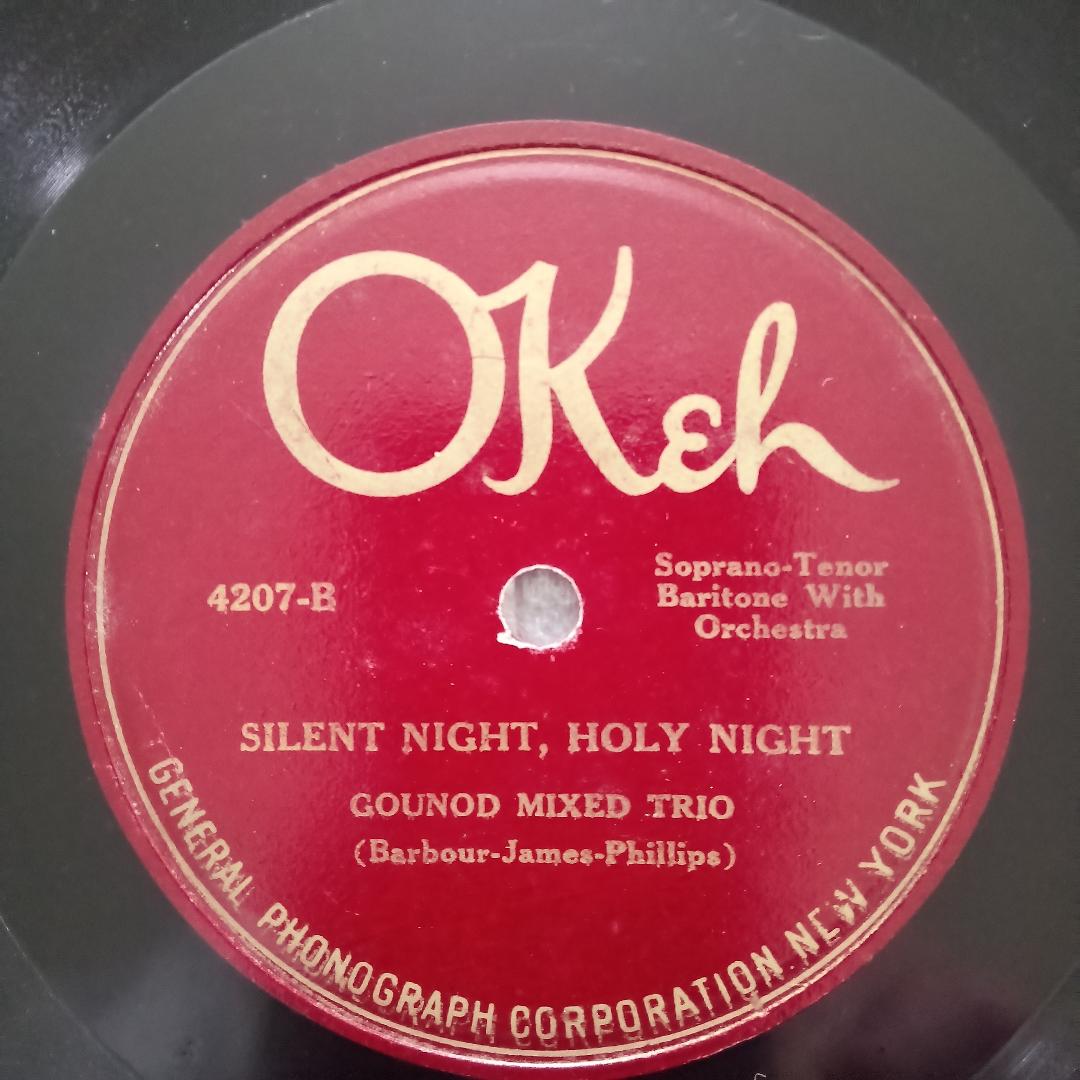 OKeh
4207-B
Soprano-Tenor
Baritone With
Orchestra
SILENT NIGHT, HOLY NIGHT
GOUNOD MIXED TRIO
(Barbour-James-Phillips)
GENERAL PHONOGRAPH CORPORATION NEW YORK